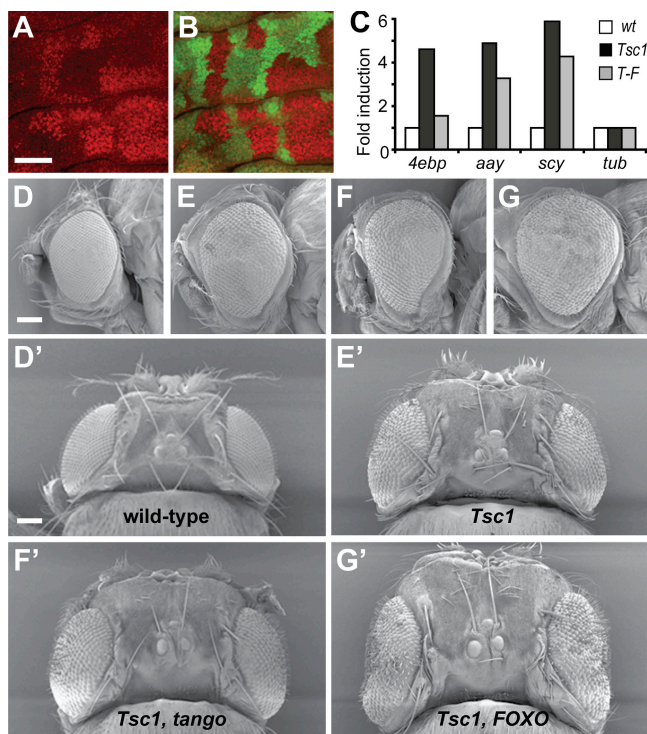 A
B
C
Fold induction
6
4
2
0
wt
Tsc1
T-F
4ebp
aay
scy
tub
D
E
F
G
D'
wild-type
E'
Tsc1
F'
Tsc1, tango
G'
Tsc1, FOXO